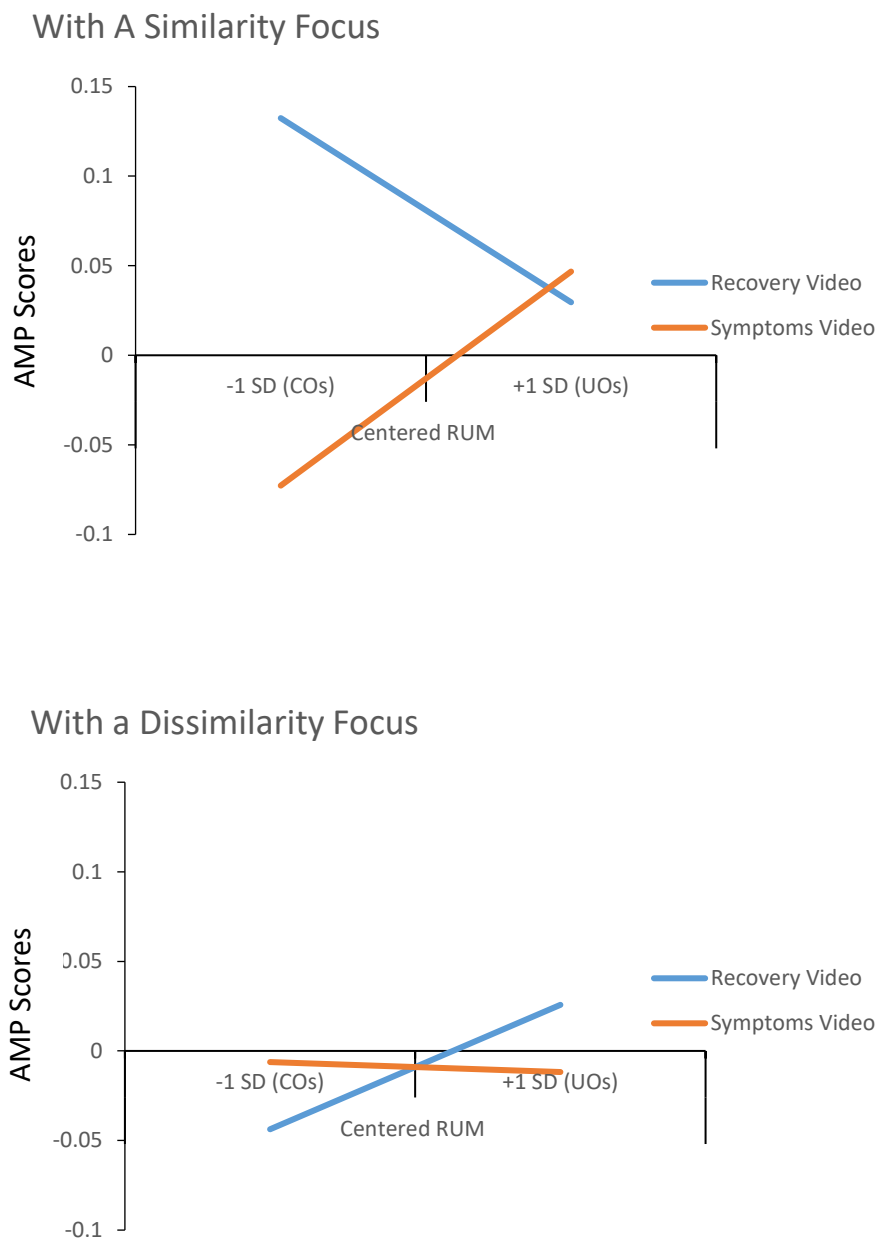 With A Similarity Focus
0.15
0.1
0.05
0
-0.05
-0.1
AMP Scores
-1 SD (COs)
+1 SD (UOs)
Centered RUM
Recovery Video
Symptoms Video
With a Dissimilarity Focus
0.15
0.1
0.05
0
-0.05
-0.1
AMP Scores
-1 SD (COs)
+1 SD (UOs)
Centered RUM
Recovery Video
Symptoms Video